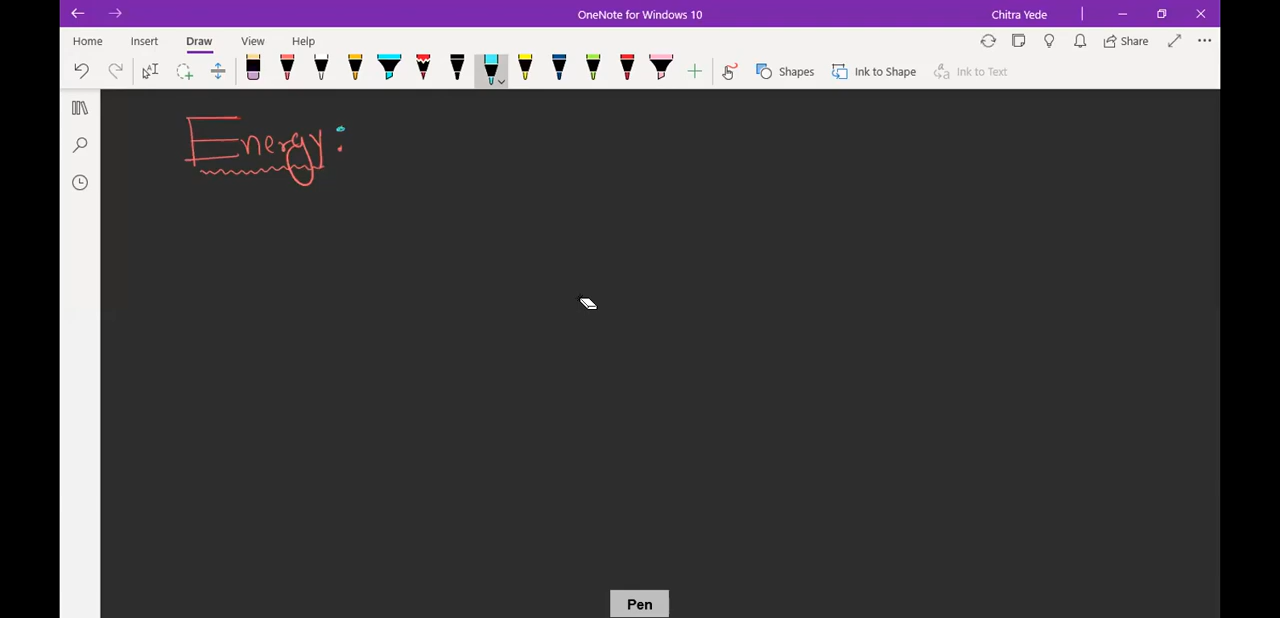 OneNote for Windows 10
Chitra Yede
Home Insert Draw View Help
Share
Shapes Ink to Shape Ink to Text
Energy:
Pen